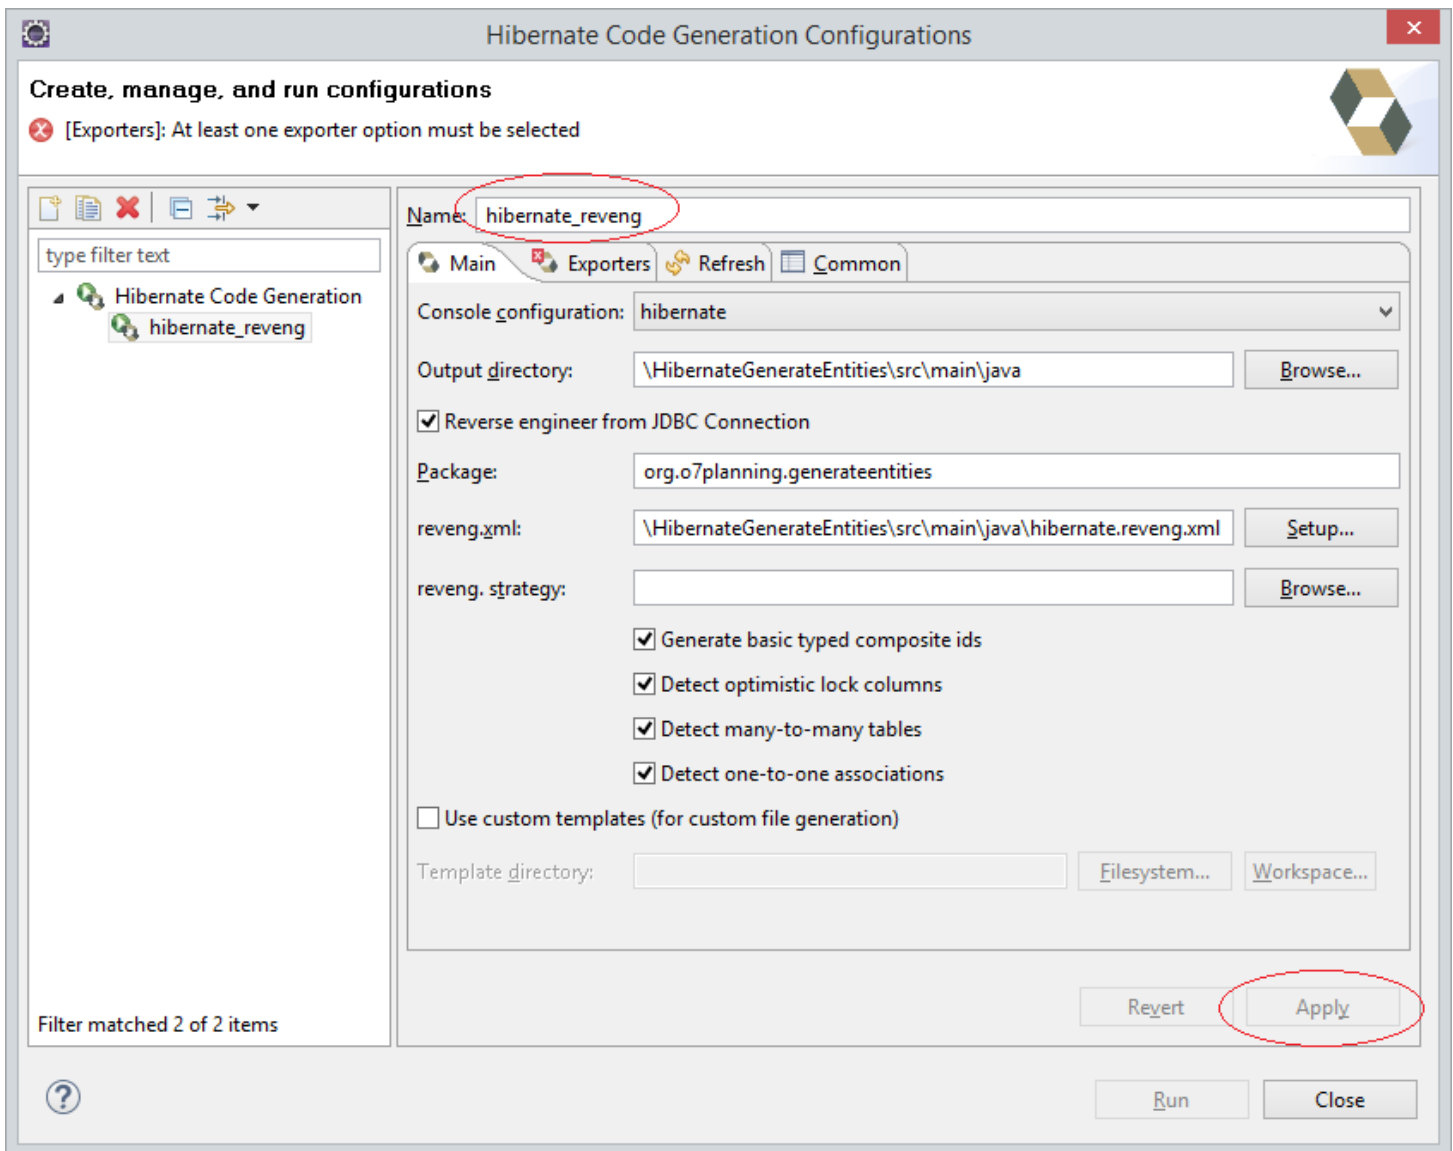 Hibernate Code Generation Configurations
Create, manage, and run configurations
[Exporters]: At least one exporter option must be selected
type filter text
Hibernate Code Generation
hibernate_reveng
Filter matched 2 of 2 items
Name: hibernate_reveng
Main Exporters Refresh Common
Console configuration: hibernate
Output directory: \HibernateGenerateEntities\src\main\java Browse...
Reverse engineer from JDBC Connection
Package: org.o7planning.generateentities
reveng.xml: \HibernateGenerateEntities\src\main\java\hibernate.reveng.xml Setup...
reveng. strategy: Browse...
Generate basic typed composite ids
Detect optimistic lock columns
Detect many-to-many tables
Detect one-to-one associations
Use custom templates (for custom file generation)
Template directory: Filesystem... Workspace...
Revert Apply
Run Close